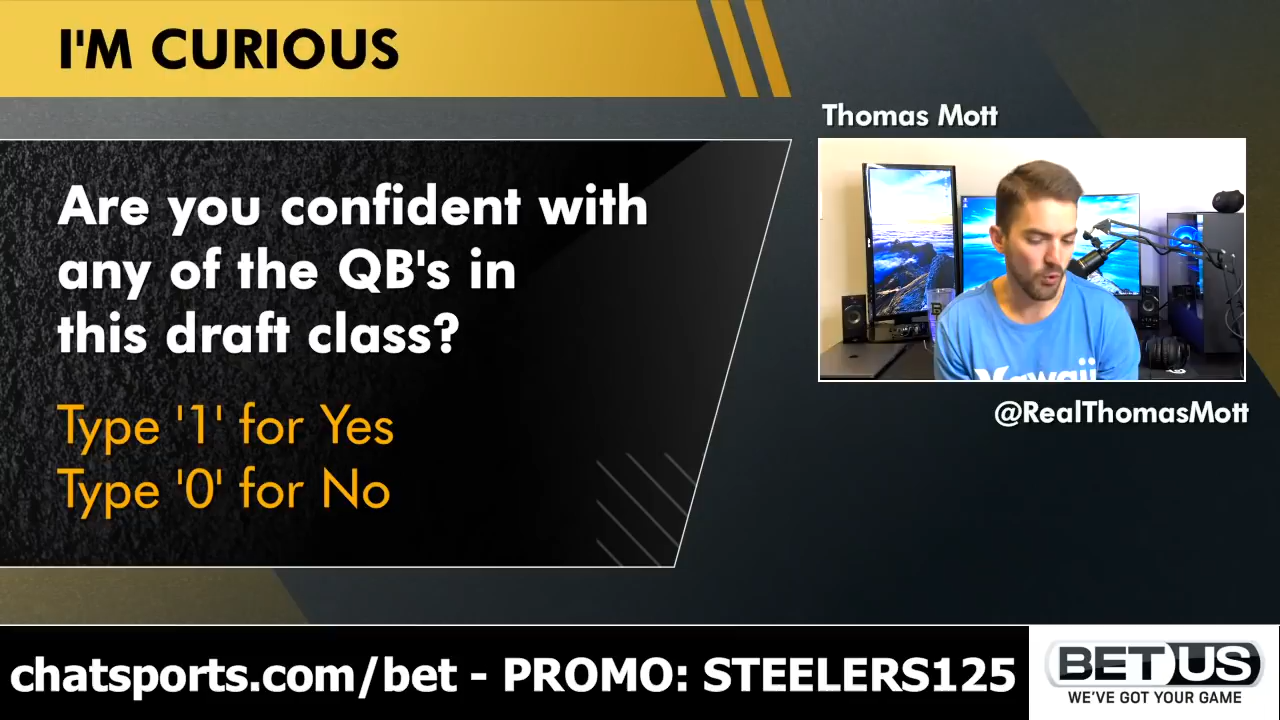 I'M CURIOUS
Thomas Mott
Are you confident with
any of the QB's in
this draft class?
Type '1' for Yes
Type '0' for No
@RealThomasMott
chatsports.com/bet - PROMO: STEELERS125
BETUS
WE'VE GOT YOUR GAME